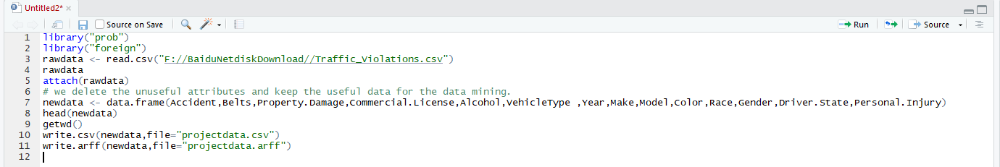 Untitled2*
Source on Save
Run
Source
1 library("prob")
2 library("foreign")
3 rawdata <- read.csv("F://BaiduNetdiskDownload//Traffic_Violations.csv")
4 rawdata
5 attach(rawdata)
6 # we delete the unuseful attributes and keep the useful data for the data mining.
7 newdata <- data.frame(Accident,Belts,Property.Damage,Commercial.License,Alcohol,VehicleType ,Year,Make,Model,Color,Race,Gender,Driver.State,Personal.Injury)
8 head(newdata)
9 getwd()
10 write.csv(newdata,file="projectdata.csv")
11 write.arff(newdata,file="projectdata.arff")
12